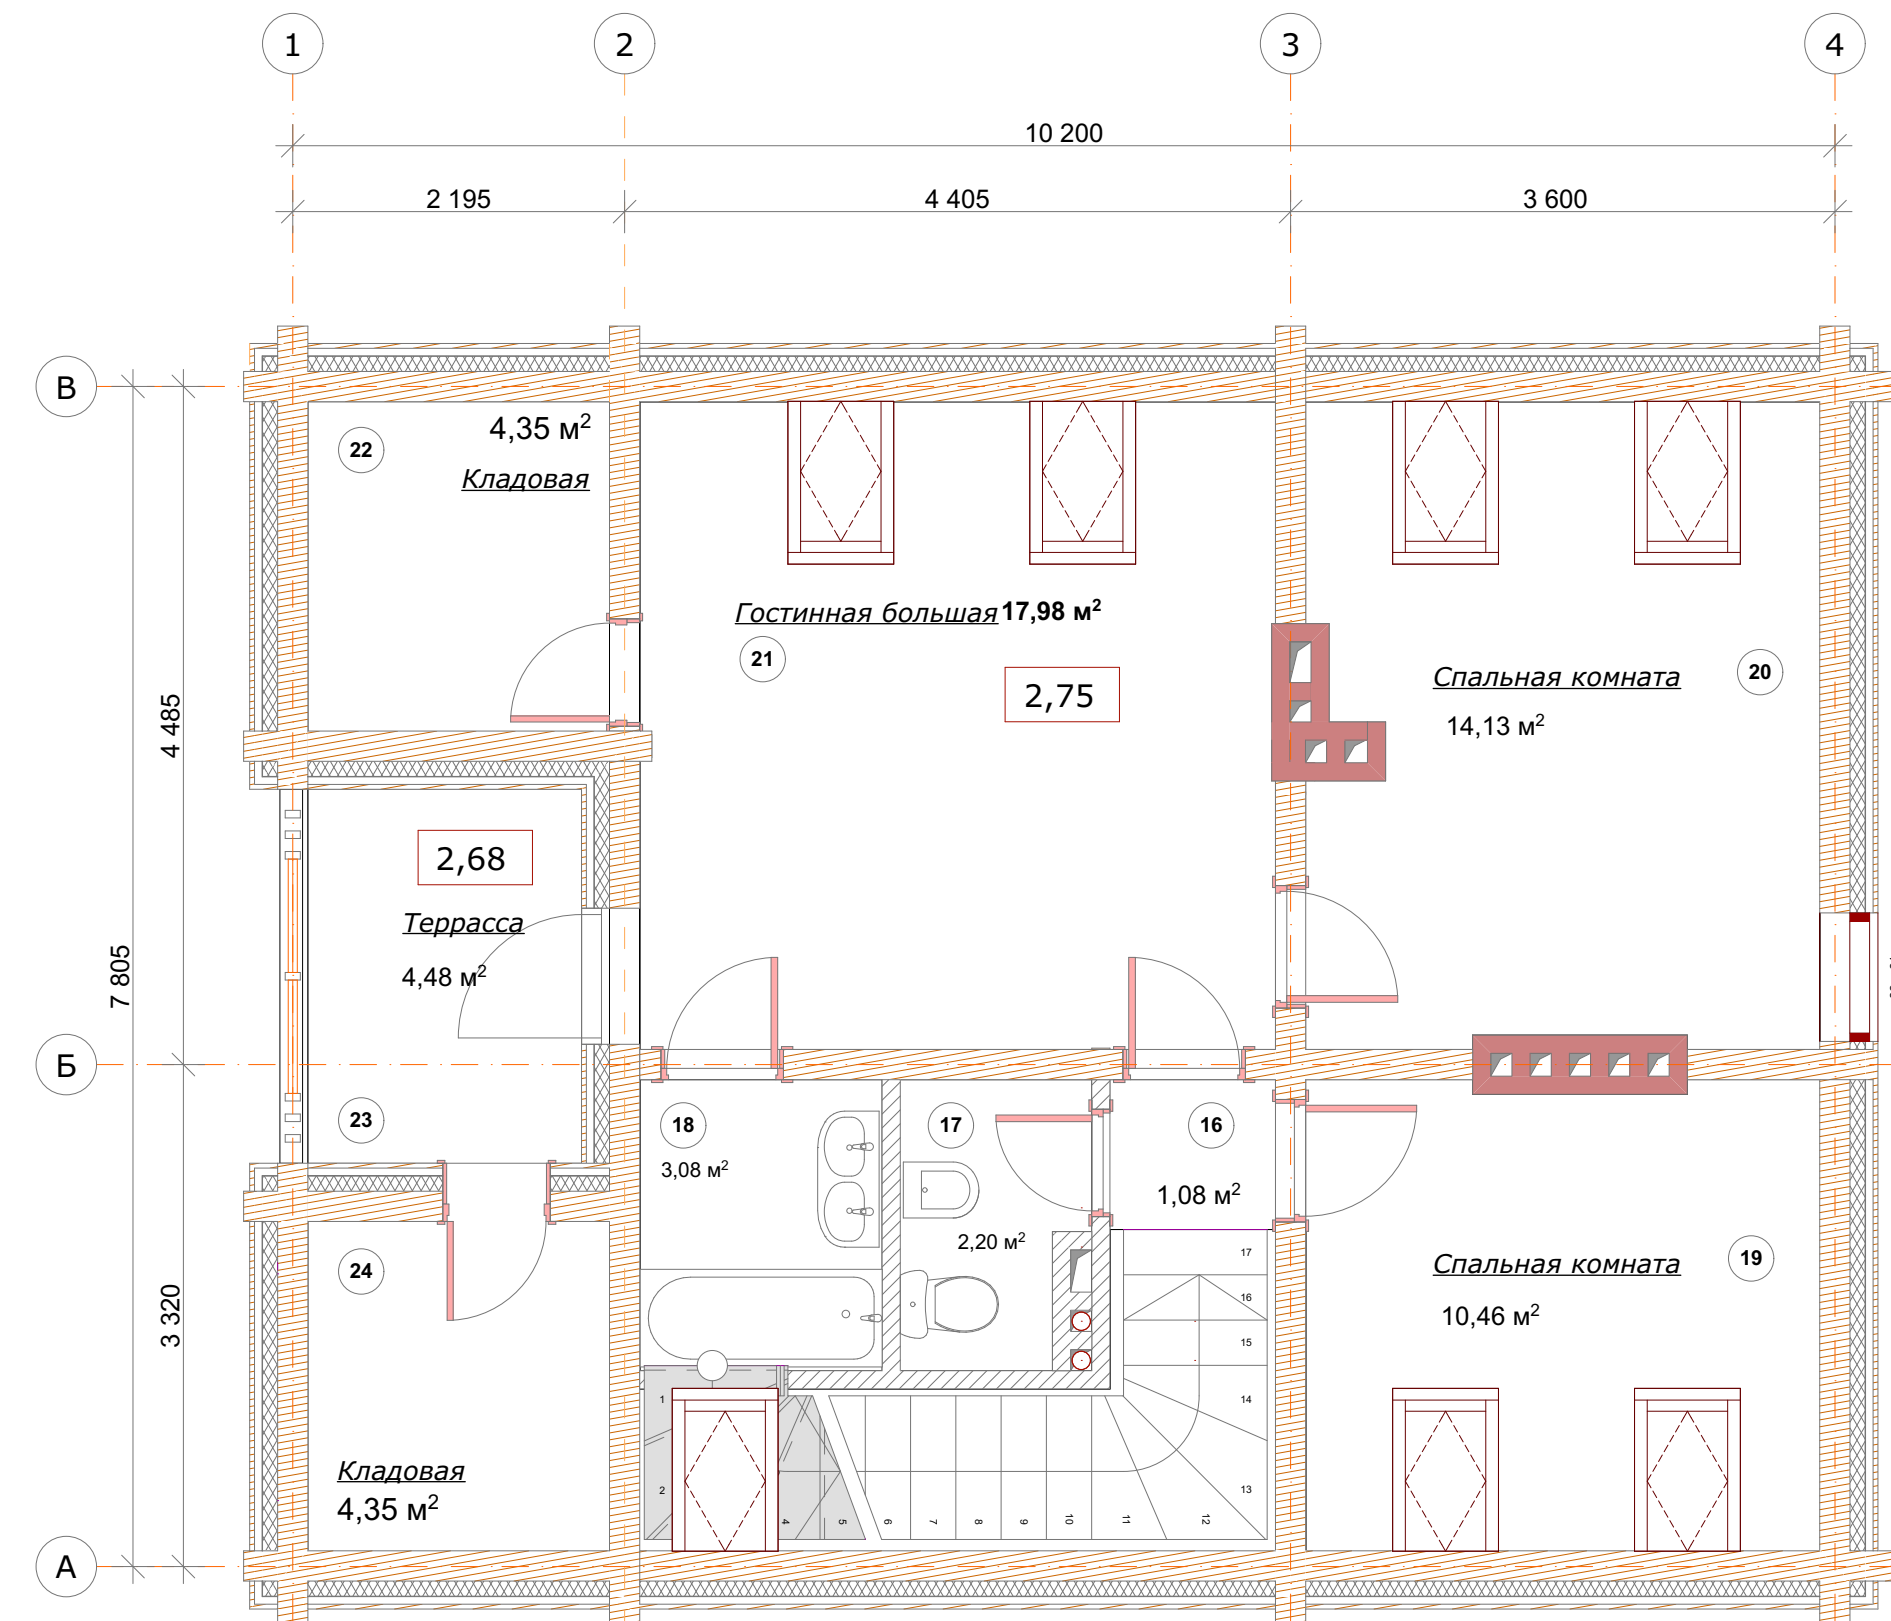 1 2 3 4
10 200
2 195 4 405 3 600
В
22 4,35 м²
Кладовая
Гостинная большая 17,98 м²
21
2,75
Спальная комната 20
14,13 м²
4 485
7 805
2,68
Террасса
4,48 м²
Б
23
18
3,08 м²
17
2,20 м²
16
1,08 м²
24
3 320
Спальная комната 19
10,46 м²
Кладовая
4,35 м²
17
16
15
14
13
1
2
4 5 6 7 8 9 10 11 12
А